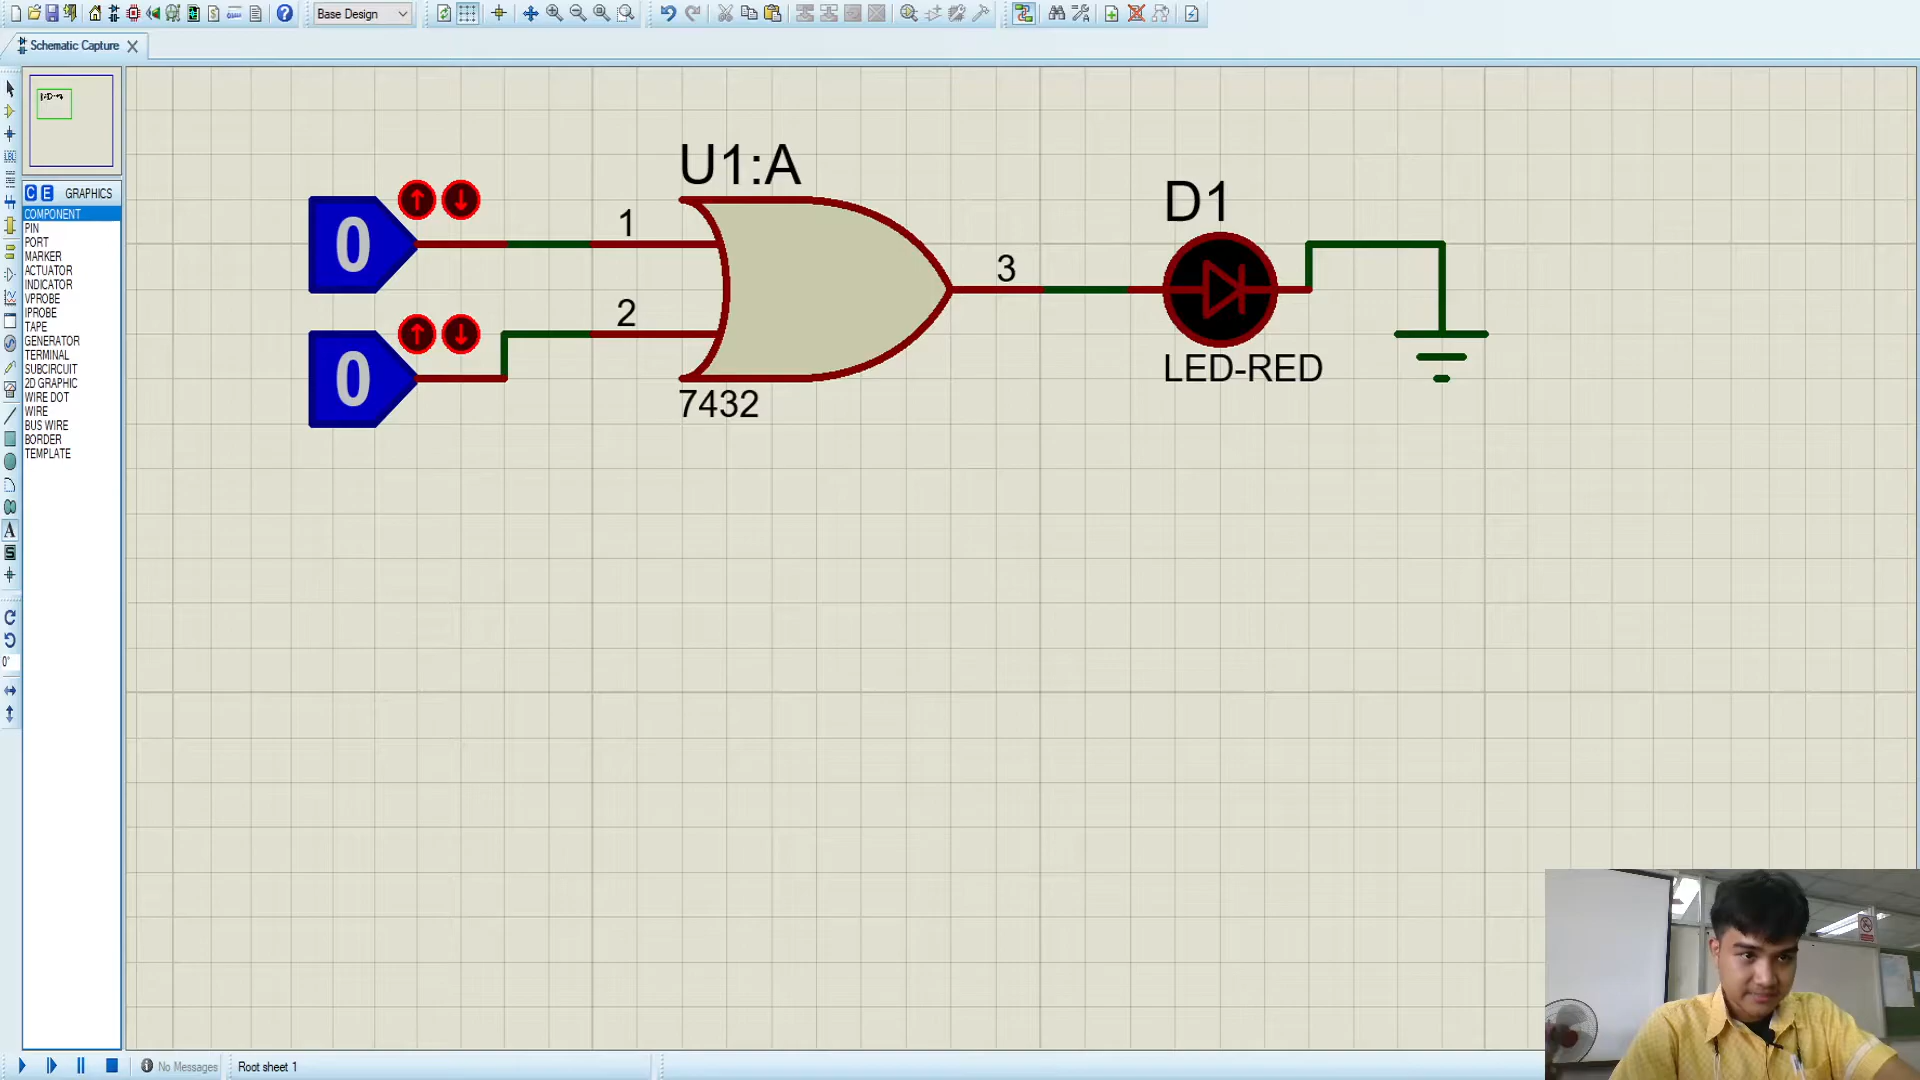 Base Design
Schematic Capture
C E GRAPHICS
COMPONENT
PIN
PORT
MARKER
ACTUATOR
INDICATOR
VPROBE
IPROBE
TAPE
GENERATOR
TERMINAL
SUBCIRCUIT
2D GRAPHIC
WIRE DOT
WIRE
BUS WIRE
BORDER
TEMPLATE
LBL
A
S
0°
U1:A
D1
0
1
3
2
0
LED-RED
7432
No Messages
Root sheet 1